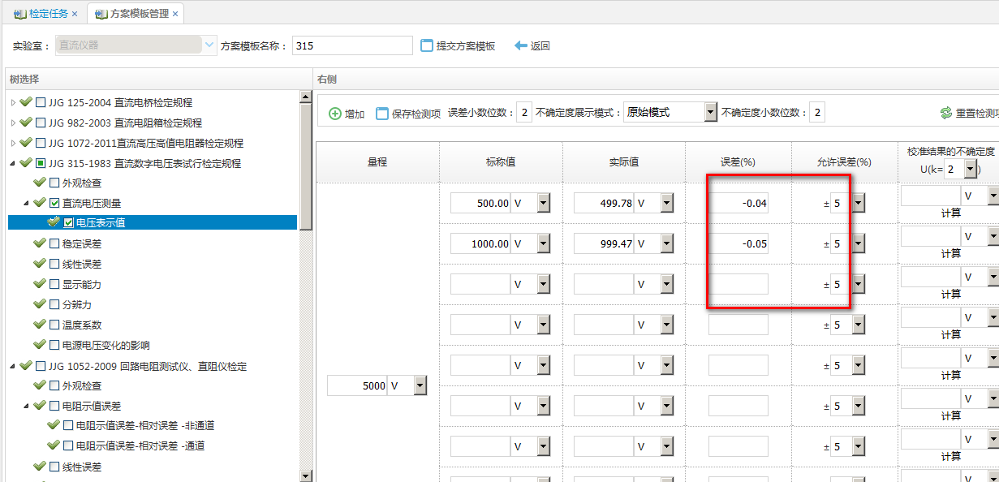 检定任务 × 方案模板管理 ×
实验室： 直流仪器 方案模板名称： 315 提交方案模板 返回
树选择
JJG 125-2004 直流电桥检定规程
JJG 982-2003 直流电阻箱检定规程
JJG 1072-2011直流高压高值电阻器检定规程
JJG 315-1983 直流数字电压表试行检定规程
外观检查
直流电压测量
电压表示值
稳定误差
线性误差
显示能力
分辨力
温度系数
电源电压变化的影响
JJG 1052-2009 回路电阻测试仪、直阻仪检定
外观检查
电阻示值误差
电阻示值误差-相对误差 -非通道
电阻示值误差-相对误差 -通道
线性误差
右侧
增加 保存检测项 误差小数位数： 2 不确定度展示模式： 原始模式 不确定度小数位数： 2 重置检测项
量程 标称值 实际值 误差(%) 允许误差(%) 校准结果的不确定度
U(k= 2 )
500.00 V 499.78 V -0.04 ± 5 V
计算
1000.00 V 999.47 V -0.05 ± 5 V
计算
V V ± 5 V
计算
V V ± 5 V
计算
V V ± 5 V
计算
5000 V
V V ± 5 V
计算
V V ± 5 V
计算
V